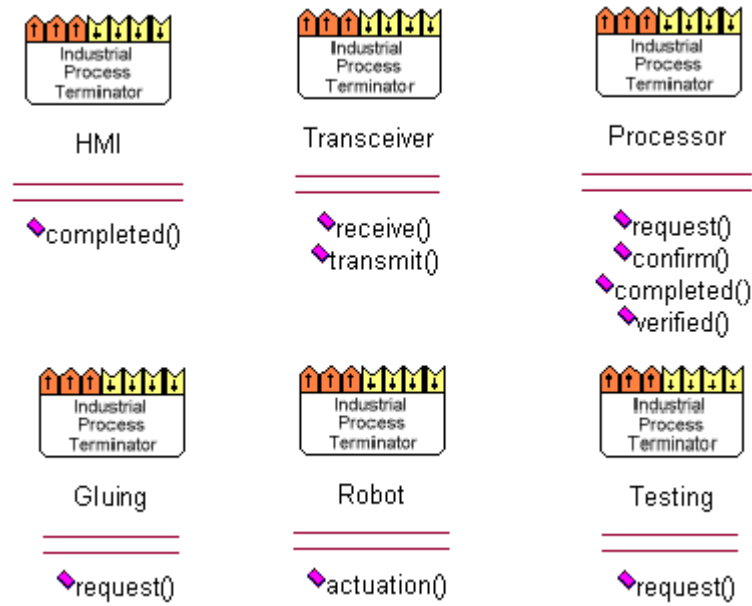 Industrial
Process
Terminator
HMI
completed()
Industrial
Process
Terminator
Transceiver
receive()
transmit()
Industrial
Process
Terminator
Processor
request()
confirm()
completed()
verified()
Industrial
Process
Terminator
Gluing
request()
Industrial
Process
Terminator
Robot
actuation()
Industrial
Process
Terminator
Testing
request()